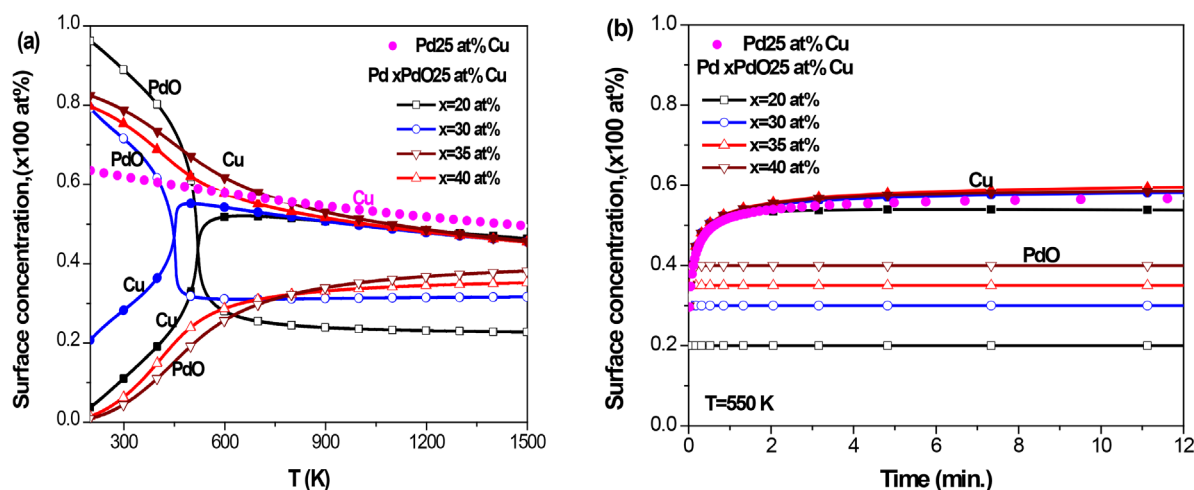 (a)
Surface concentration,(x100 at%)
1.0
0.8
0.6
0.4
0.2
0.0
300
600
900
1200
1500
T (K)
Pd25 at% Cu
Pd xPdO25 at% Cu
x=20 at%
x=30 at%
x=35 at%
x=40 at%
PdO
PdO
Cu
Cu
Cu
Cu
PdO
(b)
Surface concentration,(x100 at%)
1.0
0.8
0.6
0.4
0.2
0.0
0
2
4
6
8
10
12
Time (min.)
Pd25 at% Cu
Pd xPdO25 at% Cu
x=20 at%
x=30 at%
x=35 at%
x=40 at%
Cu
PdO
T=550 K